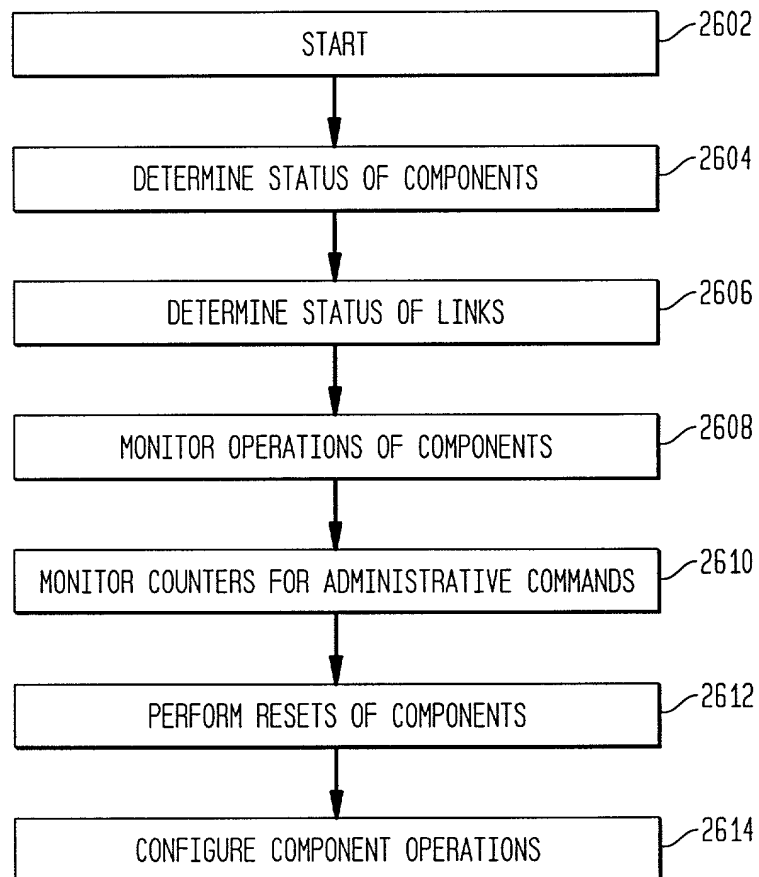 START
2602
DETERMINE STATUS OF COMPONENTS
2604
DETERMINE STATUS OF LINKS
2606
MONITOR OPERATIONS OF COMPONENTS
2608
MONITOR COUNTERS FOR ADMINISTRATIVE COMMANDS
2610
PERFORM RESETS OF COMPONENTS
2612
CONFIGURE COMPONENT OPERATIONS
2614